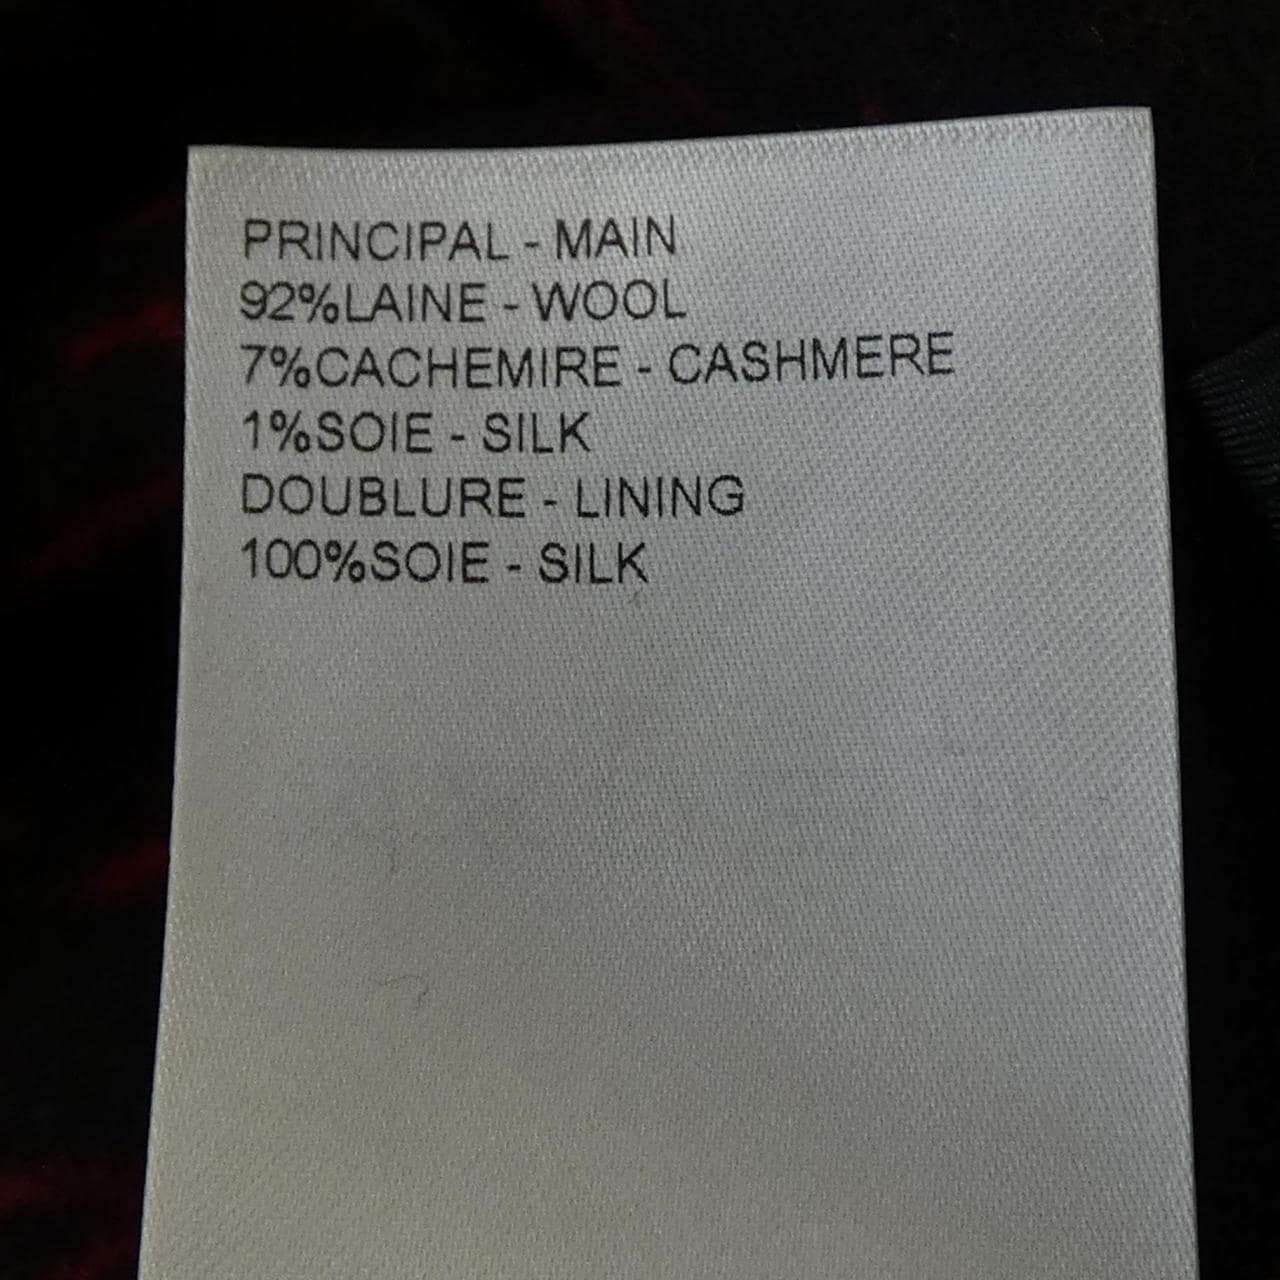 PRINCIPAL - MAIN
92%LAINE - WOOL
7%CACHEMIRE - CASHMERE
1%SOIE - SILK
DOUBLURE - LINING
100%SOIE - SILK